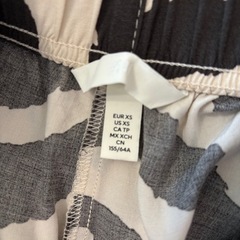 EUR XS
US XS
CA TP
MX XCH
CN
155/64A